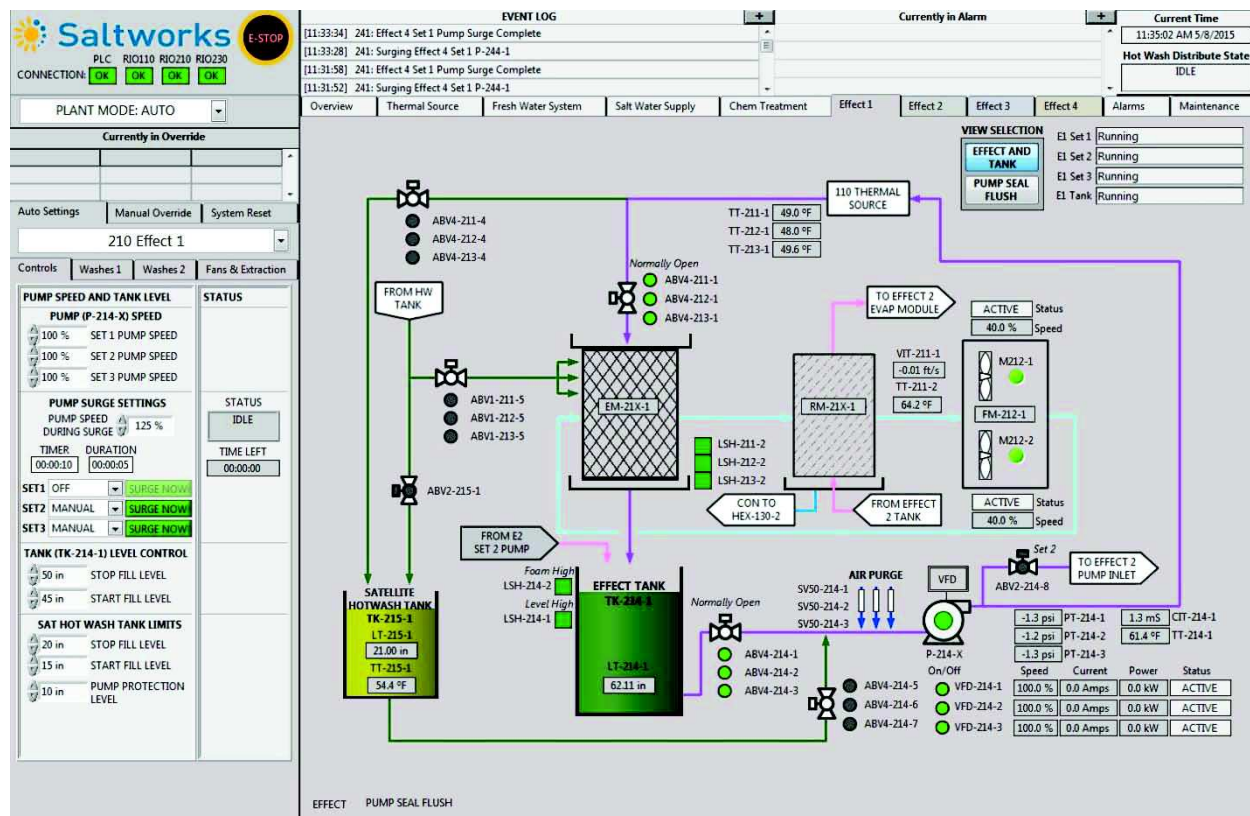 Saltworks
E-STOP
PLC RIO110 RIO210 RIO230
CONNECTION: OK OK OK OK
PLANT MODE: AUTO
Currently in Override
Auto Settings Manual Override System Reset
210 Effect 1
Controls Washes 1 Washes 2 Fans & Extraction
PUMP SPEED AND TANK LEVEL STATUS
PUMP (P-214-X) SPEED
100 % SET 1 PUMP SPEED
100 % SET 2 PUMP SPEED
100 % SET 3 PUMP SPEED
PUMP SURGE SETTINGS
PUMP SPEED
DURING SURGE 125 %
TIMER DURATION
00:00:10 00:00:05
STATUS
IDLE
TIME LEFT
00:00:00
SET1 OFF SURGE NOW!
SET2 MANUAL SURGE NOW!
SET3 MANUAL SURGE NOW!
TANK (TK-214-1) LEVEL CONTROL
50 in STOP FILL LEVEL
45 in START FILL LEVEL
SAT HOT WASH TANK LIMITS
20 in STOP FILL LEVEL
15 in START FILL LEVEL
10 in PUMP PROTECTION
LEVEL
EVENT LOG + Currently in Alarm + Current Time
[11:33:34] 241: Effect 4 Set 1 Pump Surge Complete
[11:33:28] 241: Surging Effect 4 Set 1 P-244-1
[11:31:58] 241: Effect 4 Set 1 Pump Surge Complete
[11:31:52] 241: Surging Effect 4 Set 1 P-244-1
11:35:02 AM 5/8/2015
Hot Wash Distribute State
IDLE
Overview Thermal Source Fresh Water System Salt Water Supply Chem Treatment Effect 1 Effect 2 Effect 3 Effect 4 Alarms Maintenance
VIEW SELECTION
EFFECT AND
TANK
PUMP SEAL
FLUSH
E1 Set 1 Running
E1 Set 2 Running
E1 Set 3 Running
E1 Tank Running
110 THERMAL
SOURCE
TT-211-1 49.0 ºF
TT-212-1 48.0 ºF
TT-213-1 49.6 ºF
ABV4-211-4
ABV4-212-4
ABV4-213-4
Normally Open
ABV4-211-1
ABV4-212-1
ABV4-213-1
FROM HW
TANK
TO EFFECT 2
EVAP MODULE
ACTIVE Status
40.0 % Speed
VIT-211-1
-0.01 ft/s
TT-211-2
64.2 ºF
M212-1
FM-212-1
M212-2
ACTIVE Status
40.0 % Speed
ABV1-211-5
ABV1-212-5
ABV1-213-5
EM-21X-1
RM-21X-1
LSH-211-2
LSH-212-2
LSH-213-2
ABV2-215-1
CON TO
HEX-130-2
FROM EFFECT
2 TANK
FROM E2
SET 2 PUMP
Foam High
LSH-214-2
Level High
LSH-214-1
EFFECT TANK
TK-214-1
LT-214-1
62.11 in
SATELLITE
HOTWASH TANK
TK-215-1
LT-215-1
21.00 in
TT-215-1
54.4 ºF
Normally Open
ABV4-214-1
ABV4-214-2
ABV4-214-3
AIR PURGE
SV50-214-1
SV50-214-2
SV50-214-3
VFD
P-214-X
Set 2
ABV2-214-8
TO EFFECT 2
PUMP INLET
-1.3 psi PT-214-1 1.3 mS CIT-214-1
-1.2 psi PT-214-2 61.4 ºF TT-214-1
-1.3 psi PT-214-3
ABV4-214-5
ABV4-214-6
ABV4-214-7
On/Off Speed Current Power Status
VFD-214-1 100.0 % 0.0 Amps 0.0 kW ACTIVE
VFD-214-2 100.0 % 0.0 Amps 0.0 kW ACTIVE
VFD-214-3 100.0 % 0.0 Amps 0.0 kW ACTIVE
EFFECT PUMP SEAL FLUSH